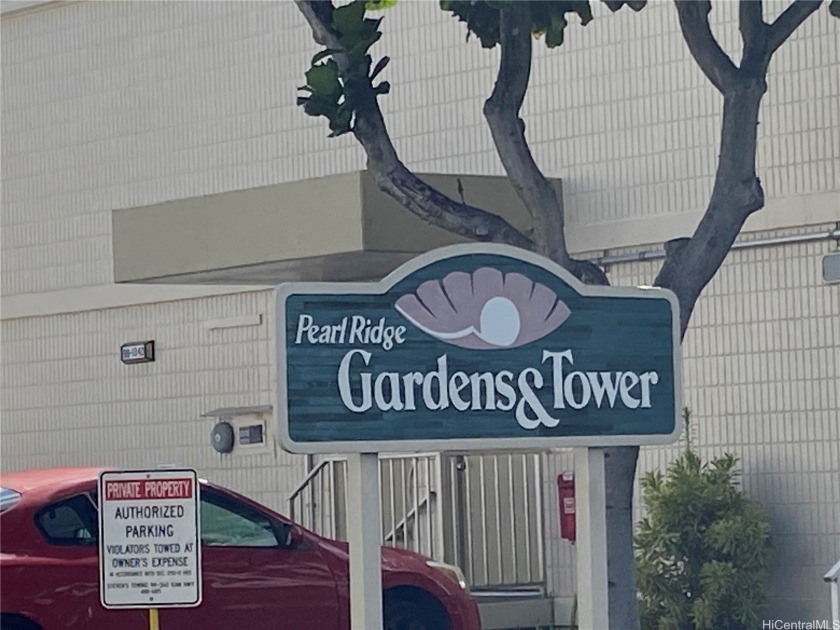 Pearl Ridge
Gardens & Tower
PRIVATE PROPERTY
AUTHORIZED
PARKING
VIOLATORS TOWED AT
OWNER'S EXPENSE
HiCentralMLS